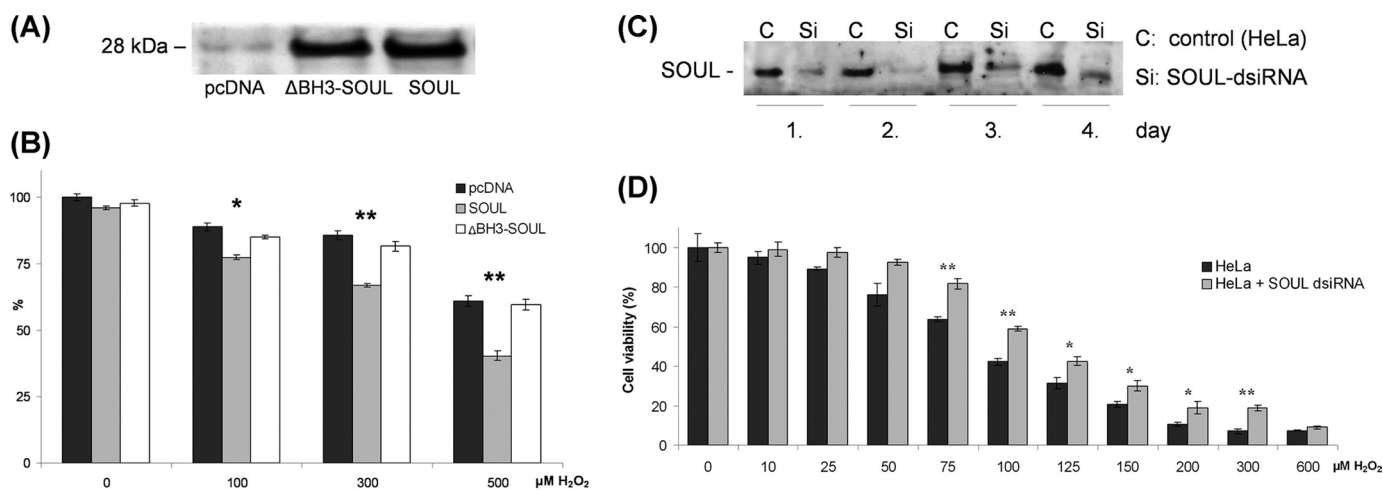 (A)
28 kDa –
pcDNA ΔBH3-SOUL SOUL
(B)
100
75
50
25
0
%
pcDNA
SOUL
ΔBH3-SOUL
*
**
**
0 100 300 500 µM H₂O₂
(C)
C Si C Si C Si C Si
SOUL -
1. 2. 3. 4. day
C: control (HeLa)
Si: SOUL-dsiRNA
(D)
Cell viability (%)
120
100
80
60
40
20
0
HeLa
HeLa + SOUL dsiRNA
**
**
*
*
*
**
0 10 25 50 75 100 125 150 200 300 600 µM H₂O₂